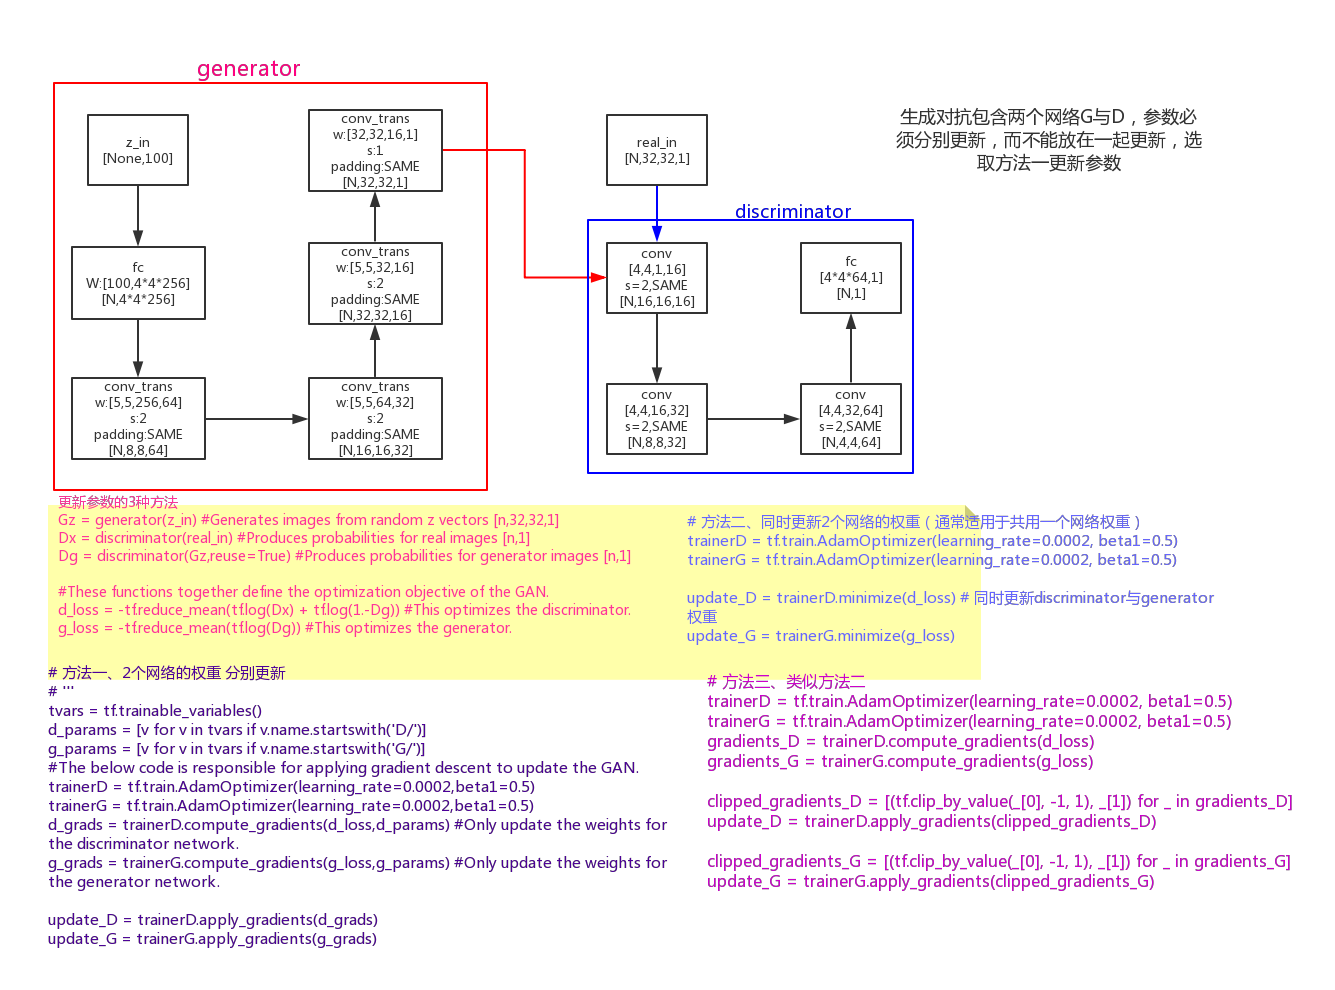 generator
z_in
[None,100]
fc
W:[100,4*4*256]
[N,4*4*256]
conv_trans
w:[5,5,256,64]
s:2
padding:SAME
[N,8,8,64]
conv_trans
w:[5,5,64,32]
s:2
padding:SAME
[N,16,16,32]
conv_trans
w:[5,5,32,16]
s:2
padding:SAME
[N,32,32,16]
conv_trans
w:[32,32,16,1]
s:1
padding:SAME
[N,32,32,1]
real_in
[N,32,32,1]
discriminator
conv
[4,4,1,16]
s=2,SAME
[N,16,16,16]
conv
[4,4,16,32]
s=2,SAME
[N,8,8,32]
conv
[4,4,32,64]
s=2,SAME
[N,4,4,64]
fc
[4*4*64,1]
[N,1]
生成对抗包含两个网络G与D，参数必
须分别更新，而不能放在一起更新，选
取方法一更新参数
更新参数的3种方法
Gz = generator(z_in) #Generates images from random z vectors [n,32,32,1]
Dx = discriminator(real_in) #Produces probabilities for real images [n,1]
Dg = discriminator(Gz,reuse=True) #Produces probabilities for generator images [n,1]
#These functions together define the optimization objective of the GAN.
d_loss = -tf.reduce_mean(tf.log(Dx) + tf.log(1.-Dg)) #This optimizes the discriminator.
g_loss = -tf.reduce_mean(tf.log(Dg)) #This optimizes the generator.
# 方法一、2个网络的权重 分别更新
# '''
tvars = tf.trainable_variables()
d_params = [v for v in tvars if v.name.startswith('D/')]
g_params = [v for v in tvars if v.name.startswith('G/')]
#The below code is responsible for applying gradient descent to update the GAN.
trainerD = tf.train.AdamOptimizer(learning_rate=0.0002,beta1=0.5)
trainerG = tf.train.AdamOptimizer(learning_rate=0.0002,beta1=0.5)
d_grads = trainerD.compute_gradients(d_loss,d_params) #Only update the weights for
the discriminator network.
g_grads = trainerG.compute_gradients(g_loss,g_params) #Only update the weights for
the generator network.
update_D = trainerD.apply_gradients(d_grads)
update_G = trainerG.apply_gradients(g_grads)
# 方法二、同时更新2个网络的权重（通常适用于共用一个网络权重）
trainerD = tf.train.AdamOptimizer(learning_rate=0.0002, beta1=0.5)
trainerG = tf.train.AdamOptimizer(learning_rate=0.0002, beta1=0.5)
update_D = trainerD.minimize(d_loss) # 同时更新discriminator与generator
权重
update_G = trainerG.minimize(g_loss)
# 方法三、类似方法二
trainerD = tf.train.AdamOptimizer(learning_rate=0.0002, beta1=0.5)
trainerG = tf.train.AdamOptimizer(learning_rate=0.0002, beta1=0.5)
gradients_D = trainerD.compute_gradients(d_loss)
gradients_G = trainerG.compute_gradients(g_loss)
clipped_gradients_D = [(tf.clip_by_value(_[0], -1, 1), _[1]) for _ in gradients_D]
update_D = trainerD.apply_gradients(clipped_gradients_D)
clipped_gradients_G = [(tf.clip_by_value(_[0], -1, 1), _[1]) for _ in gradients_G]
update_G = trainerG.apply_gradients(clipped_gradients_G)